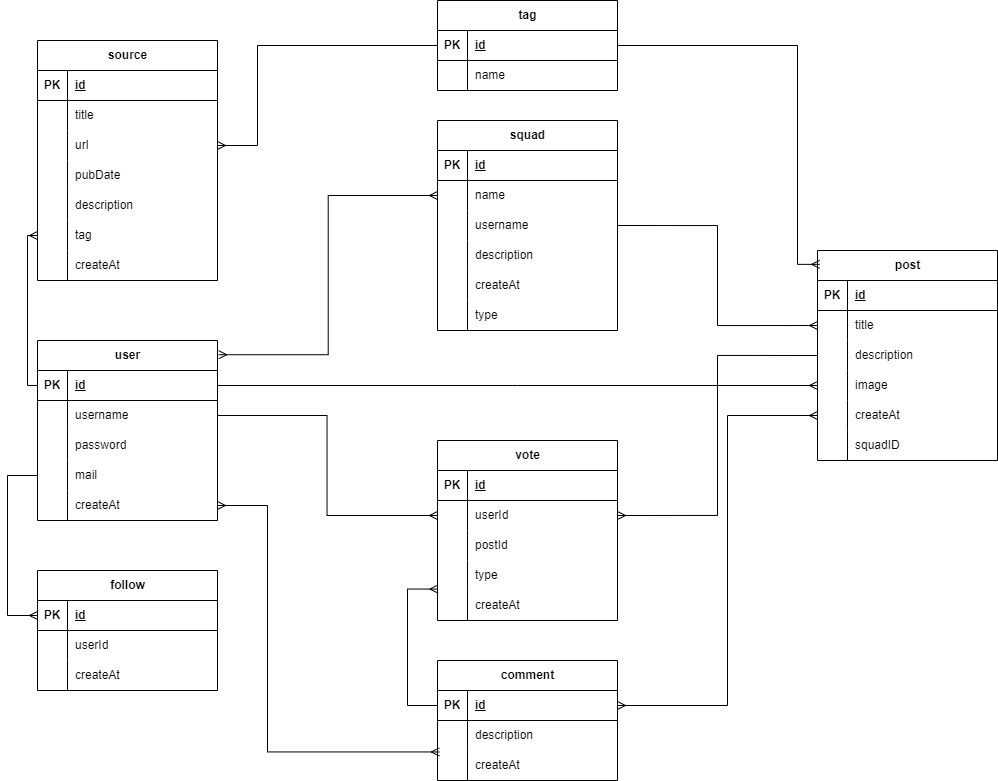 tag
PK id
name
source
PK id
title
url
pubDate
description
tag
createAt
squad
PK id
name
username
description
createAt
type
post
PK id
title
description
image
createAt
squadID
user
PK id
username
password
mail
createAt
vote
PK id
userId
postId
type
createAt
follow
PK id
userId
createAt
comment
PK id
description
createAt